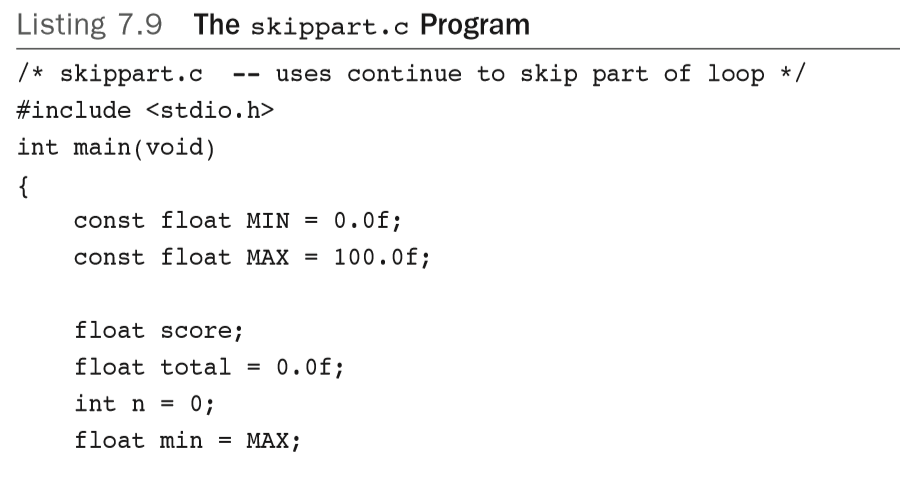 Listing 7.9 The skippart.c Program
/* skippart.c -- uses continue to skip part of loop */
#include <stdio.h>
int main(void)
{
    const float MIN = 0.0f;
    const float MAX = 100.0f;

    float score;
    float total = 0.0f;
    int n = 0;
    float min = MAX;